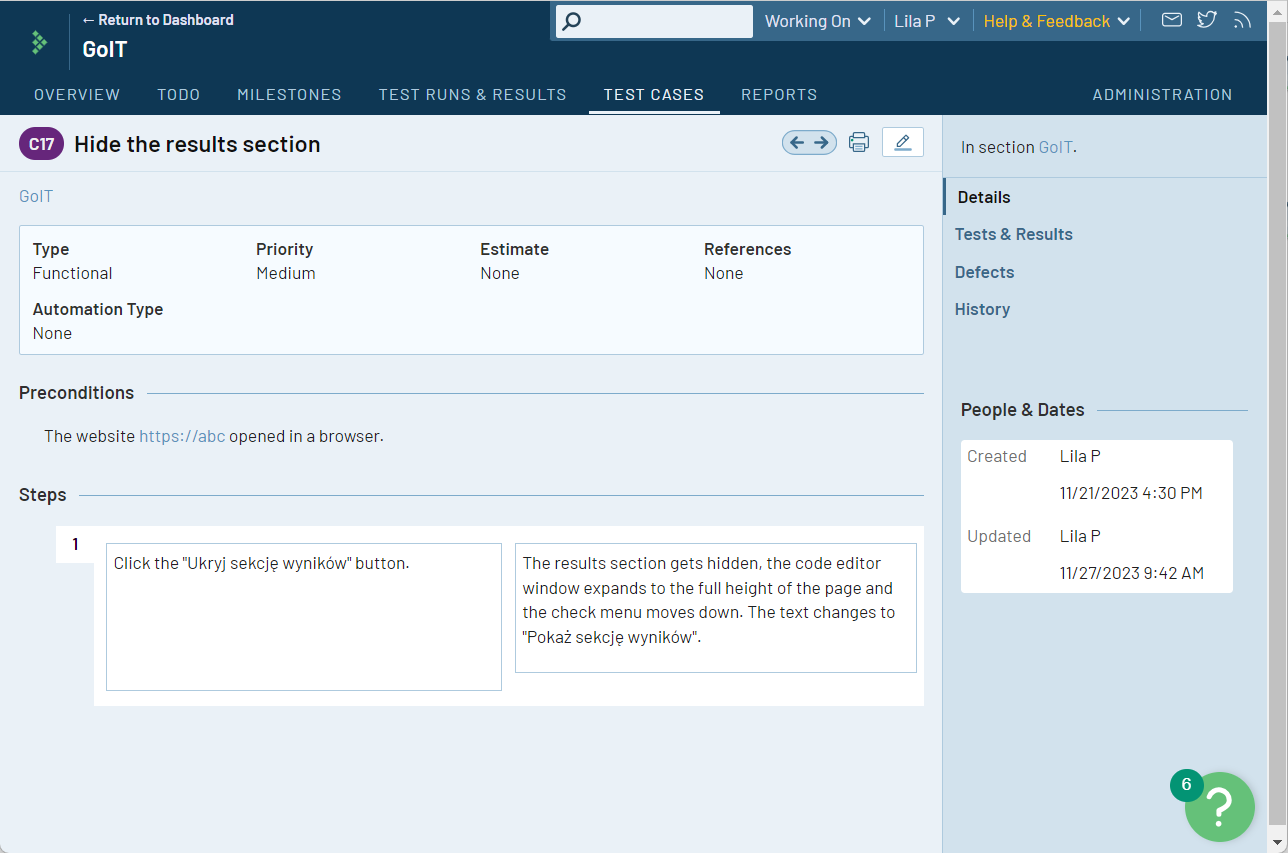 ← Return to Dashboard
GoIT
Working On
Lila P
Help & Feedback
OVERVIEW
TODO
MILESTONES
TEST RUNS & RESULTS
TEST CASES
REPORTS
ADMINISTRATION
C17
Hide the results section
GoIT
Type
Functional
Priority
Medium
Estimate
None
References
None
Automation Type
None
Preconditions
The website https://abc opened in a browser.
Steps
1
Click the "Ukryj sekcję wyników" button.
The results section gets hidden, the code editor
window expands to the full height of the page and
the check menu moves down. The text changes to
"Pokaż sekcję wyników".
In section GoIT.
Details
Tests & Results
Defects
History
People & Dates
Created
Lila P
11/21/2023 4:30 PM
Updated
Lila P
11/27/2023 9:42 AM
6
?